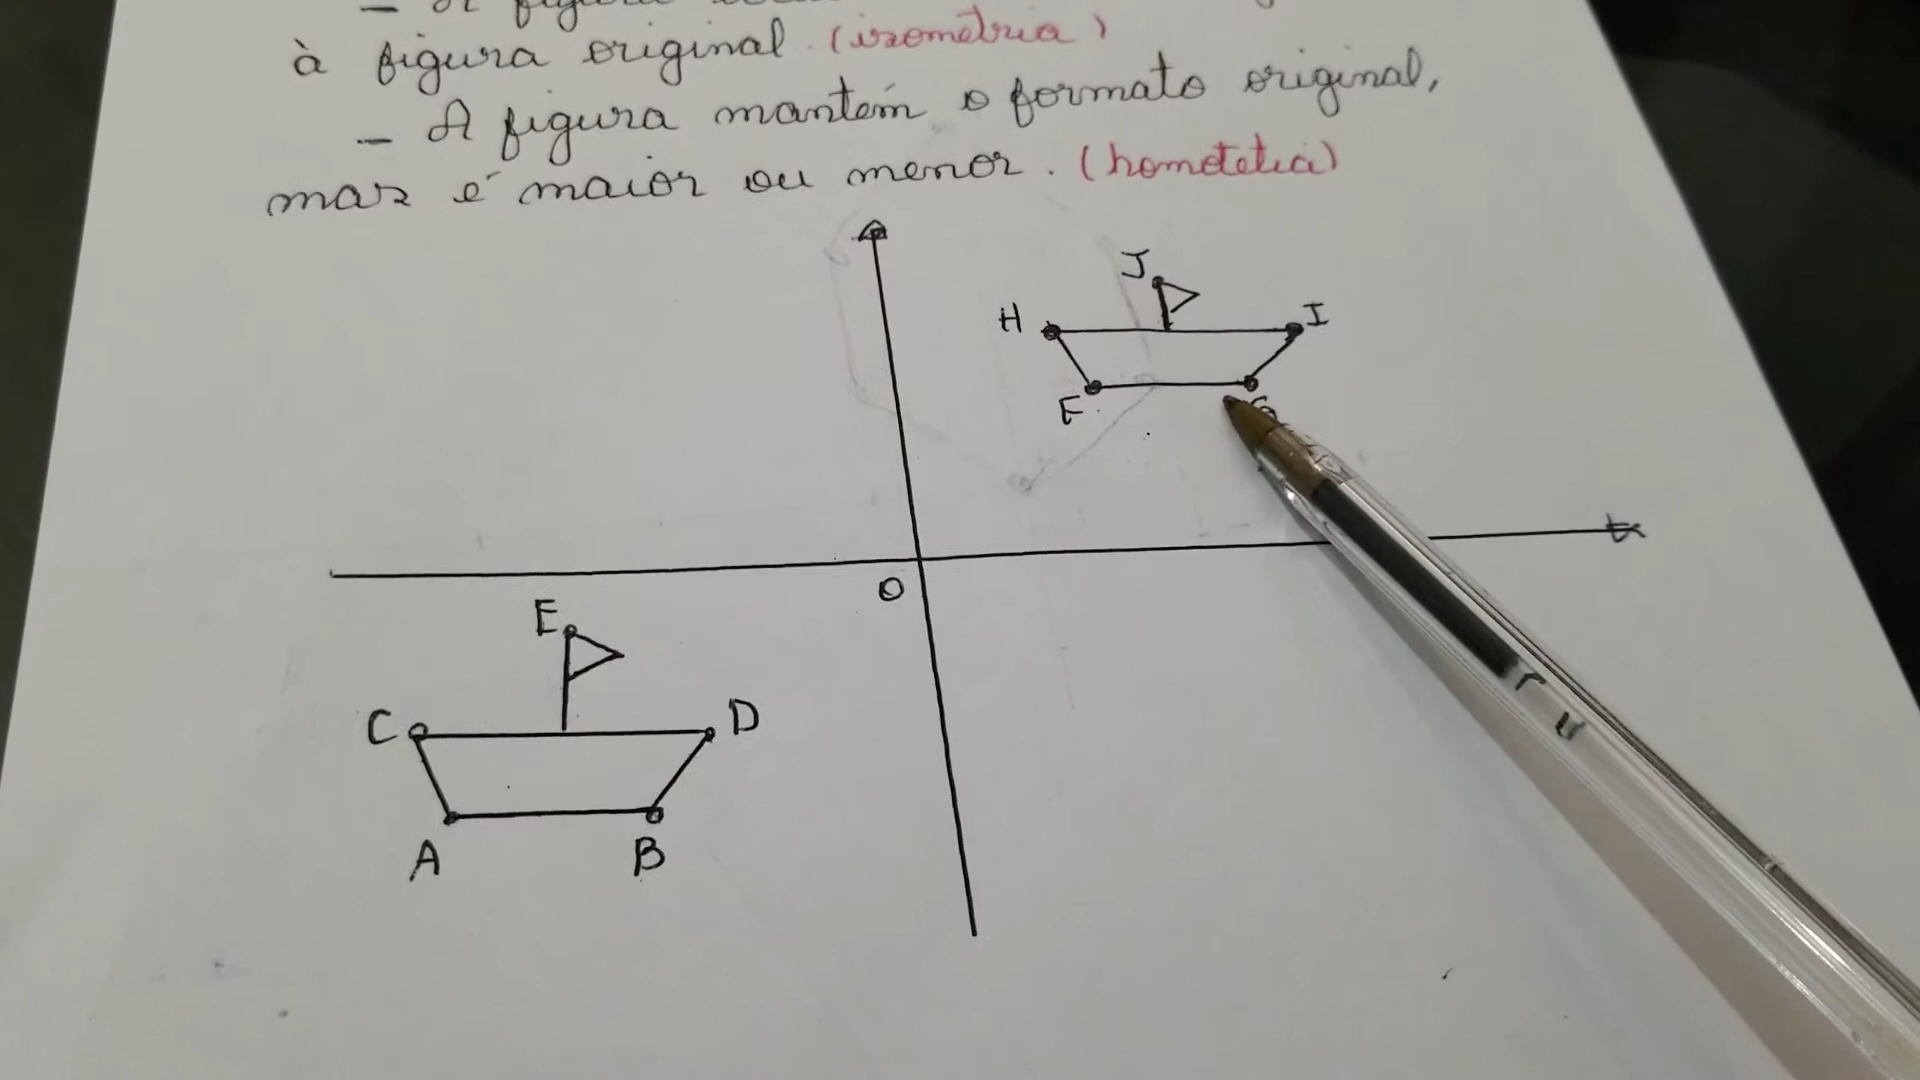 à figura original (isometria)
- A figura mantém o formato original,
mas é maior ou menor. (homotetia)
J
H
I
F
G
O
E
C
D
A
B